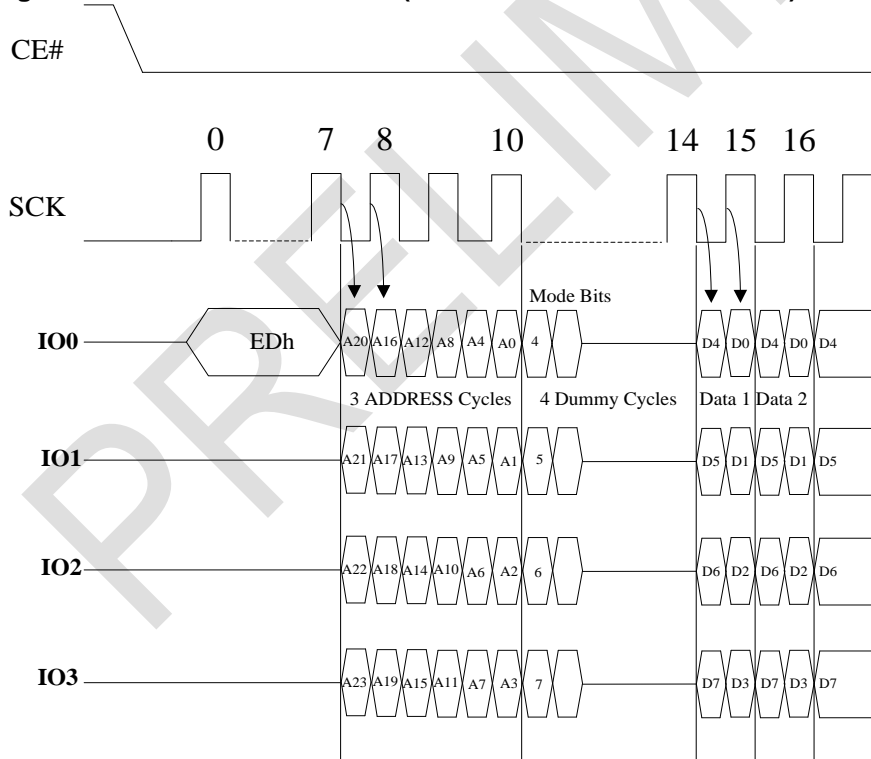 CE#
0 7 8 10 14 15 16
SCK
Mode Bits
IO0 EDh A20 A16 A12 A8 A4 A0 4 D4 D0 D4 D0 D4
3 ADDRESS Cycles 4 Dummy Cycles Data 1 Data 2
IO1 A21 A17 A13 A9 A5 A1 5 D5 D1 D5 D1 D5
IO2 A22 A18 A14 A10 A6 A2 6 D6 D2 D6 D2 D6
IO3 A23 A19 A15 A11 A7 A3 7 D7 D3 D7 D3 D7